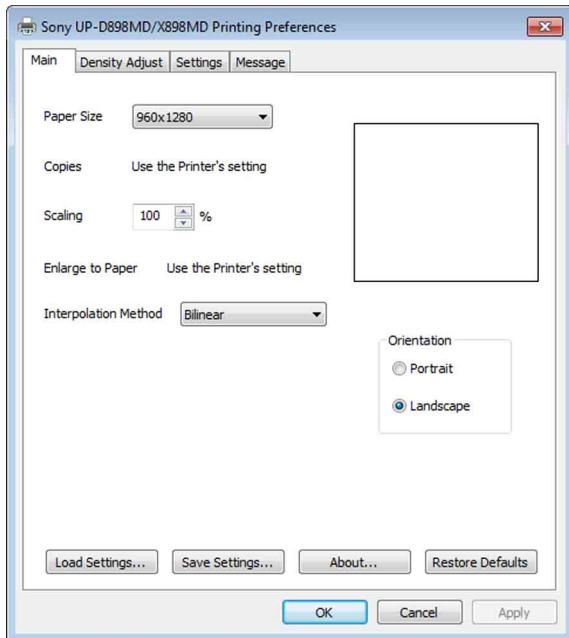 Sony UP-D898MD/X898MD Printing Preferences
Main Density Adjust Settings Message
Paper Size 960x1280
Copies Use the Printer's setting
Scaling 100 %
Enlarge to Paper Use the Printer's setting
Interpolation Method Bilinear
Orientation
Portrait
Landscape
Load Settings... Save Settings... About... Restore Defaults
OK Cancel Apply